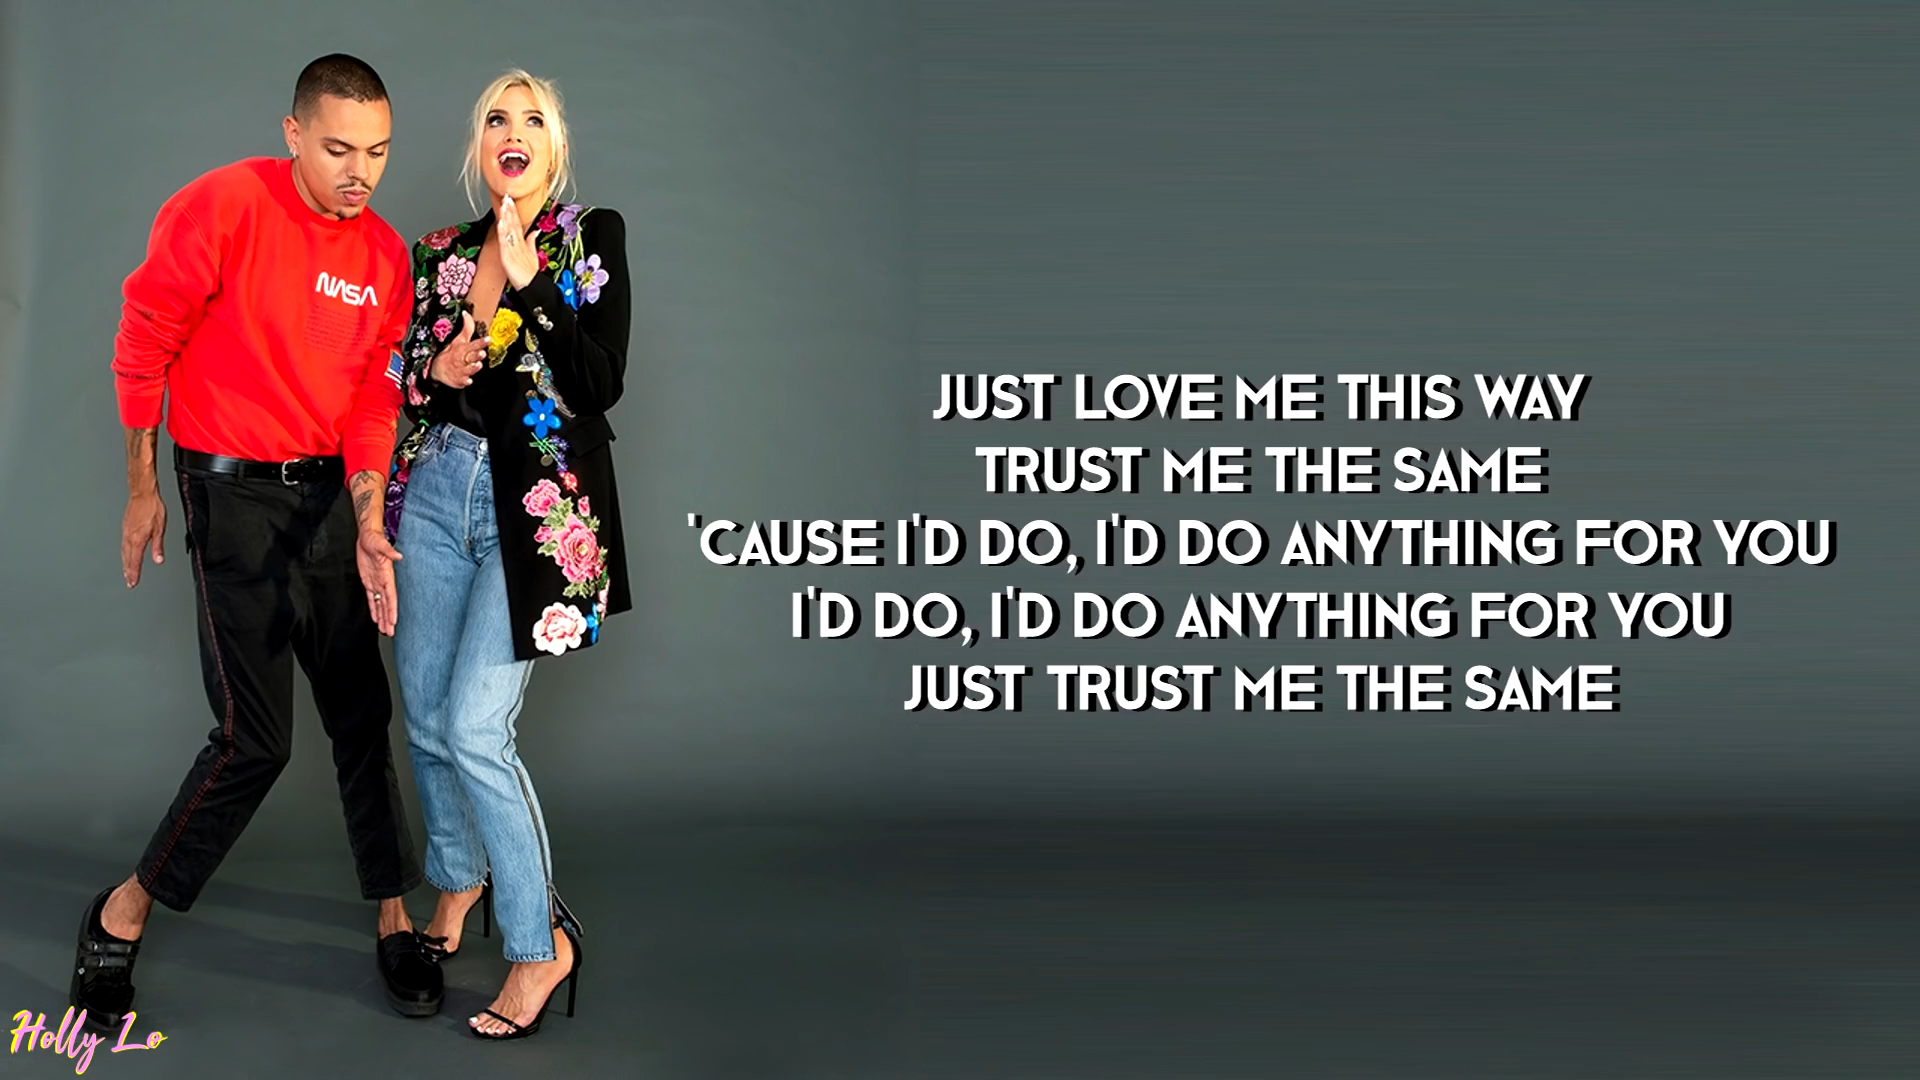 NASA
JUST LOVE ME THIS WAY
TRUST ME THE SAME
'CAUSE I'D DO, I'D DO ANYTHING FOR YOU
I'D DO, I'D DO ANYTHING FOR YOU
JUST TRUST ME THE SAME
Holly Lo